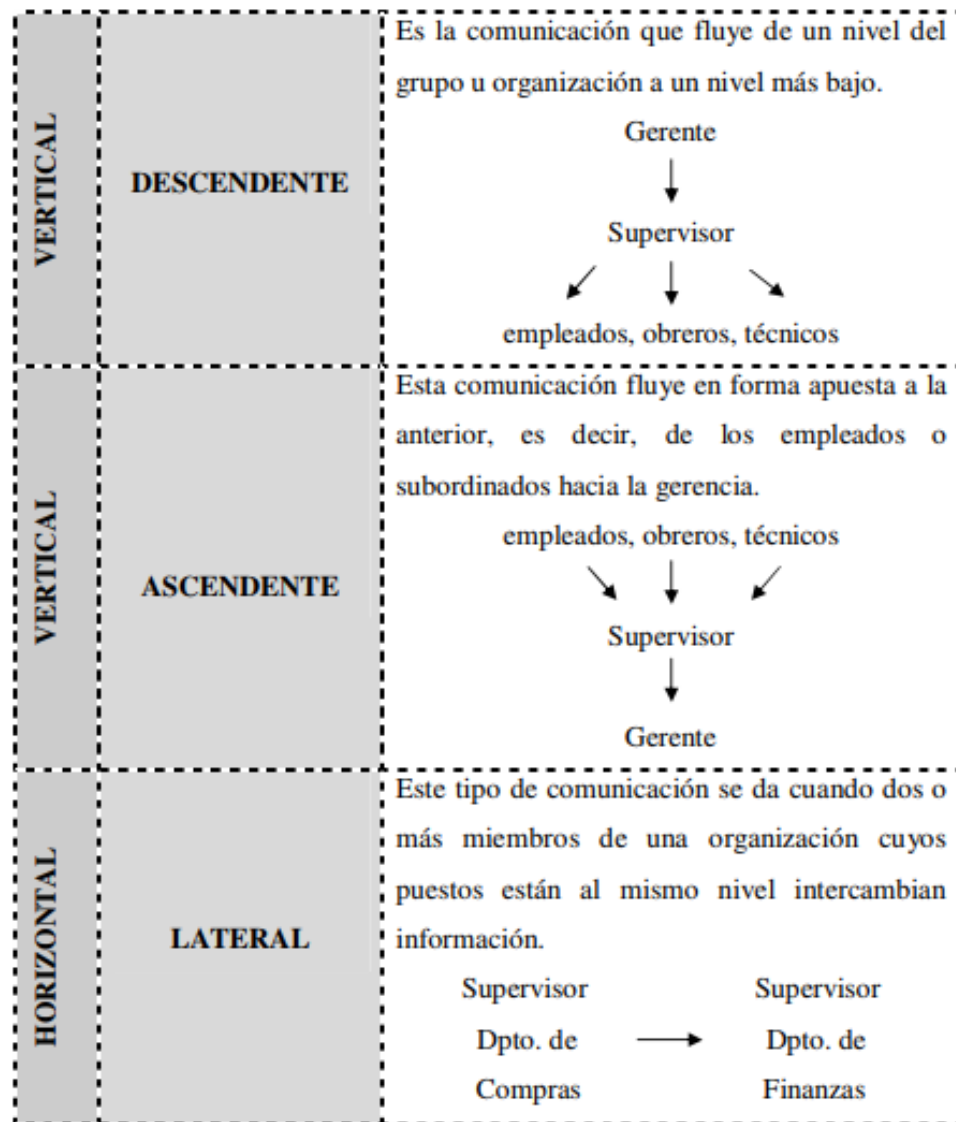 VERTICAL
DESCENDENTE
Es la comunicación que fluye de un nivel del
grupo u organización a un nivel más bajo.
Gerente
Supervisor
empleados, obreros, técnicos
VERTICAL
ASCENDENTE
Esta comunicación fluye en forma apuesta a la
anterior, es decir, de los empleados o
subordinados hacia la gerencia.
empleados, obreros, técnicos
Supervisor
Gerente
HORIZONTAL
LATERAL
Este tipo de comunicación se da cuando dos o
más miembros de una organización cuyos
puestos están al mismo nivel intercambian
información.
Supervisor
Dpto. de
Compras
Supervisor
Dpto. de
Finanzas